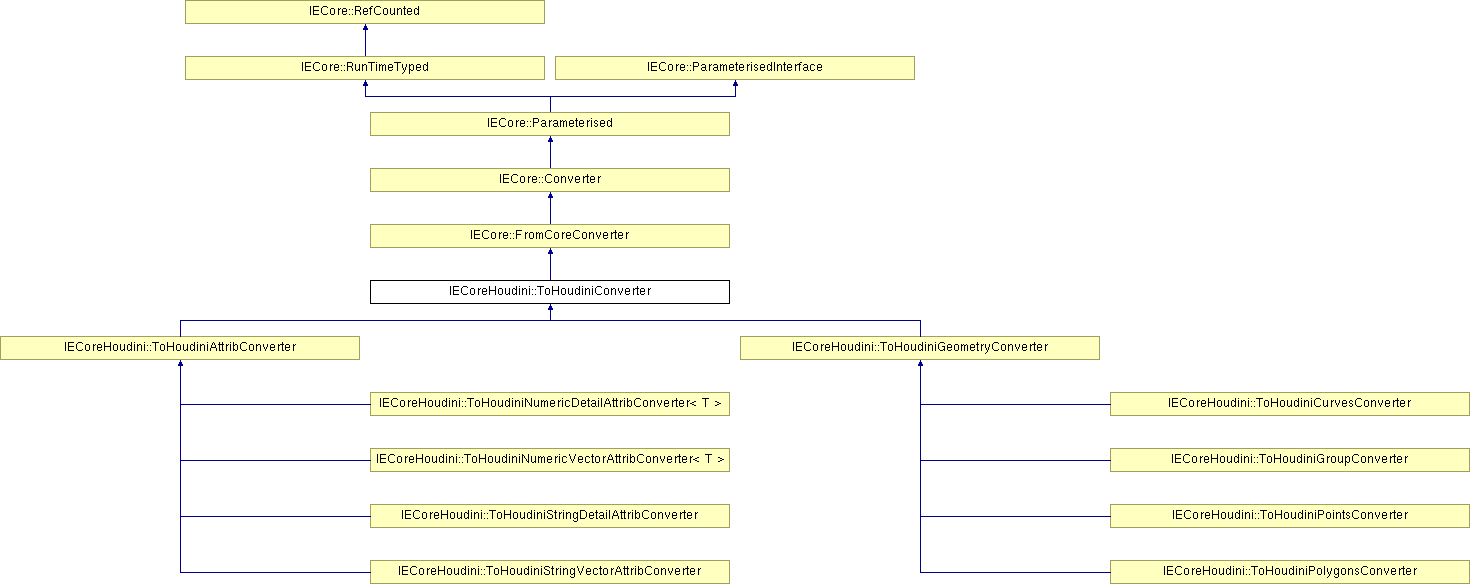 IECore::RefCounted
IECore::RunTimeTyped
IECore::ParameterisedInterface
IECore::Parameterised
IECore::Converter
IECore::FromCoreConverter
IECoreHoudini::ToHoudiniConverter
IECoreHoudini::ToHoudiniAttribConverter
IECoreHoudini::ToHoudiniGeometryConverter
IECoreHoudini::ToHoudiniNumericDetailAttribConverter< T >
IECoreHoudini::ToHoudiniCurvesConverter
IECoreHoudini::ToHoudiniNumericVectorAttribConverter< T >
IECoreHoudini::ToHoudiniGroupConverter
IECoreHoudini::ToHoudiniStringDetailAttribConverter
IECoreHoudini::ToHoudiniPointsConverter
IECoreHoudini::ToHoudiniStringVectorAttribConverter
IECoreHoudini::ToHoudiniPolygonsConverter